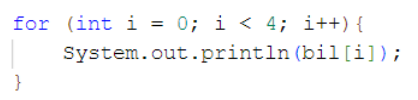 for (int i = 0; i < 4; i++){
    System.out.println(bil[i]);
}